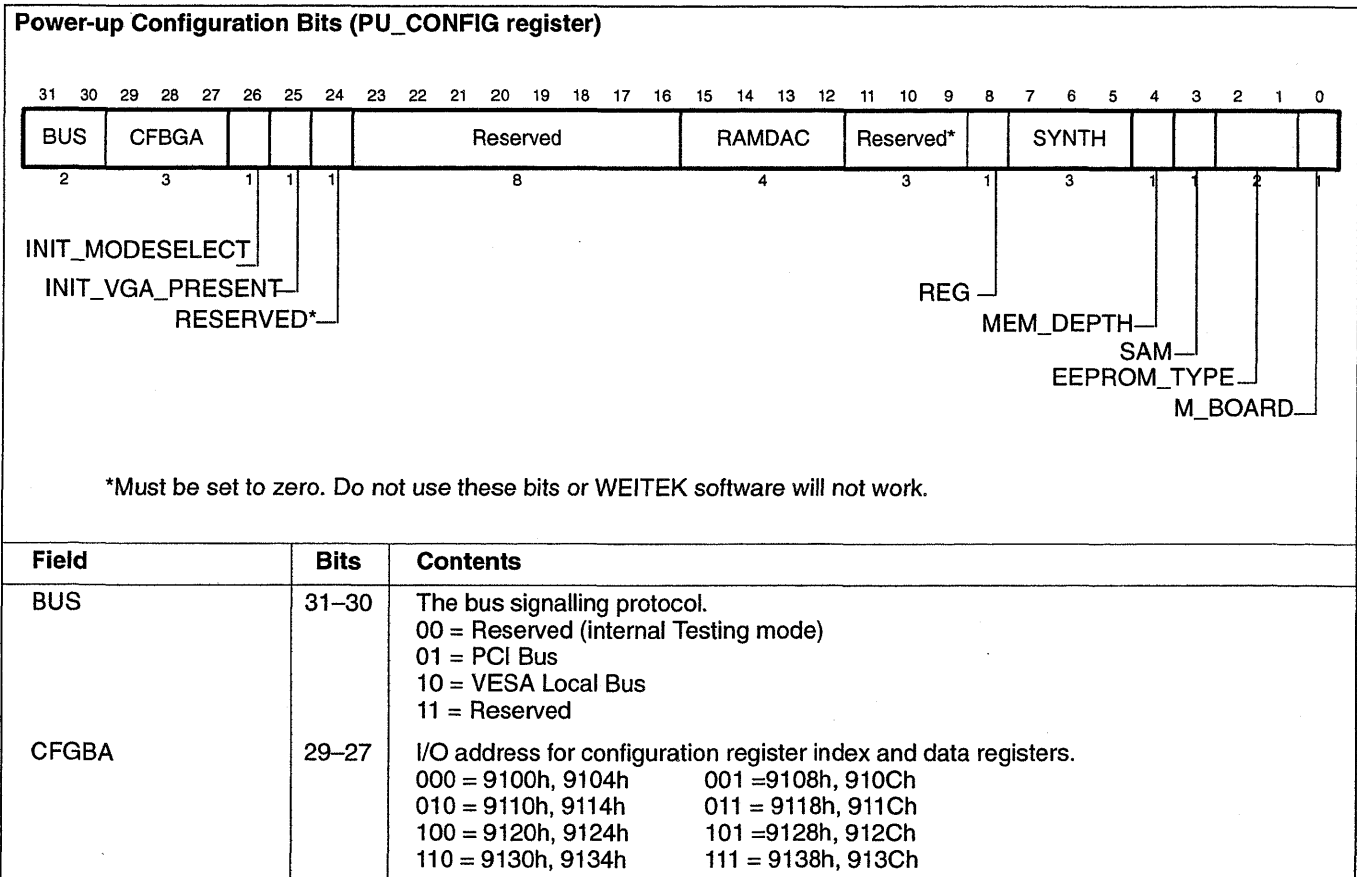 Power-up Configuration Bits (PU_CONFIG register)
31 30 29 28 27 26 25 24 23 22 21 20 19 18 17 16 15 14 13 12 11 10 9 8 7 6 5 4 3 2 1 0
BUS CFBGA Reserved RAMDAC Reserved* SYNTH
2 3 1 1 1 8 4 3 1 3 1 1 2 1
INIT_MODESELECT
INIT_VGA_PRESENT REG
RESERVED* MEM_DEPTH
SAM
EEPROM_TYPE
M_BOARD
*Must be set to zero. Do not use these bits or WEITEK software will not work.
Field Bits Contents
BUS 31–30 The bus signalling protocol.
00 = Reserved (internal Testing mode)
01 = PCI Bus
10 = VESA Local Bus
11 = Reserved
CFGBA 29–27 I/O address for configuration register index and data registers.
000 = 9100h, 9104h 001 =9108h, 910Ch
010 = 9110h, 9114h 011 = 9118h, 911Ch
100 = 9120h, 9124h 101 =9128h, 912Ch
110 = 9130h, 9134h 111 = 9138h, 913Ch